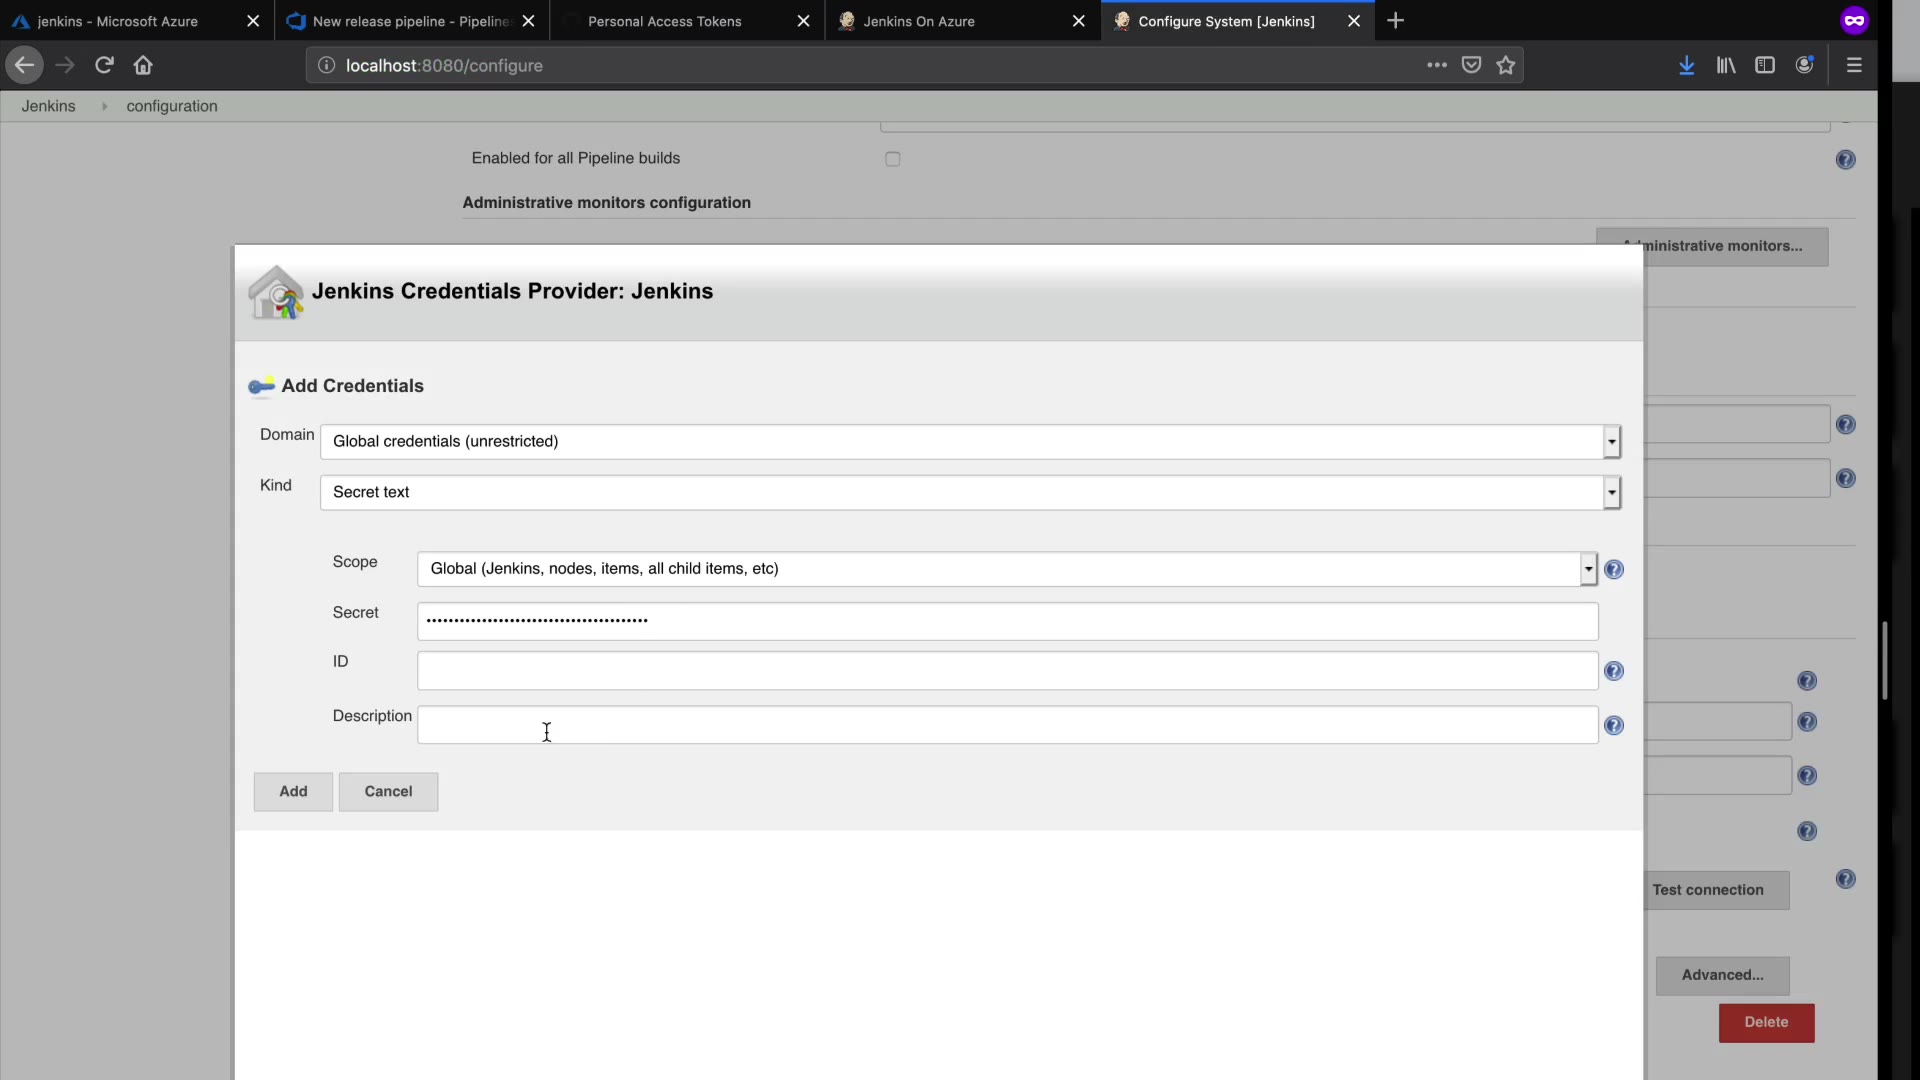 jenkins - Microsoft Azure
New release pipeline - Pipelines
Personal Access Tokens
Jenkins On Azure
Configure System [Jenkins]
localhost:8080/configure
Jenkins
configuration
Enabled for all Pipeline builds
Administrative monitors configuration
Administrative monitors...
Jenkins Credentials Provider: Jenkins
Add Credentials
Domain
Global credentials (unrestricted)
Kind
Secret text
Scope
Global (Jenkins, nodes, items, all child items, etc)
Secret
••••••••••••••••••••••••••••••••••••••••
ID
Description
Add
Cancel
Test connection
Advanced...
Delete